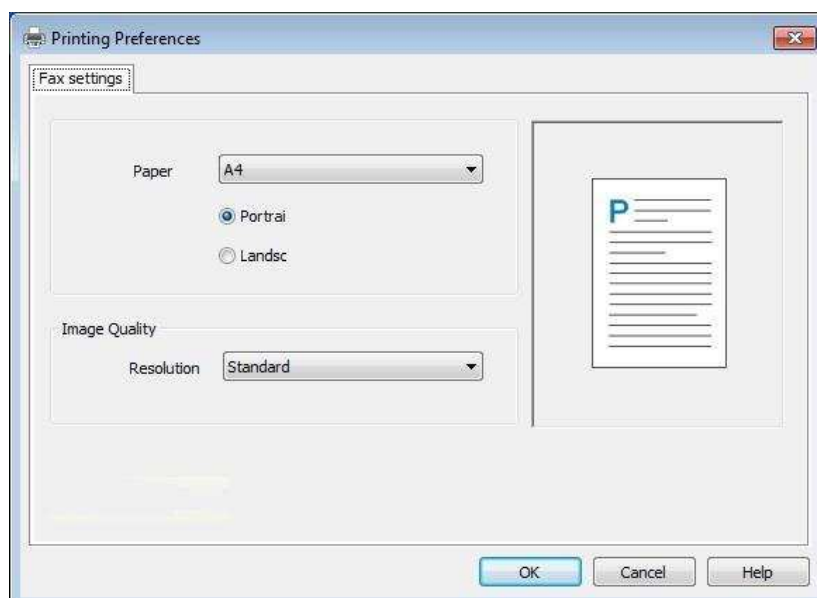 Printing Preferences
Fax settings
Paper A4
Portrai
Landsc
P
Image Quality
Resolution Standard
OK Cancel Help